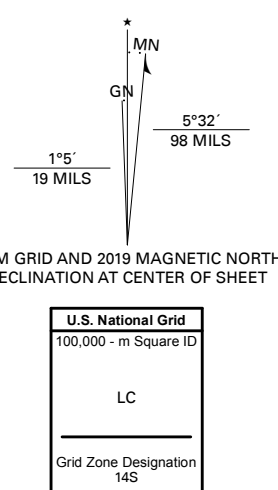 ★
MN
GN
5°32´
98 MILS
1°5´
19 MILS
M GRID AND 2019 MAGNETIC NORTH
ECLINATION AT CENTER OF SHEET
U.S. National Grid
100,000 - m Square ID
LC
Grid Zone Designation
14S